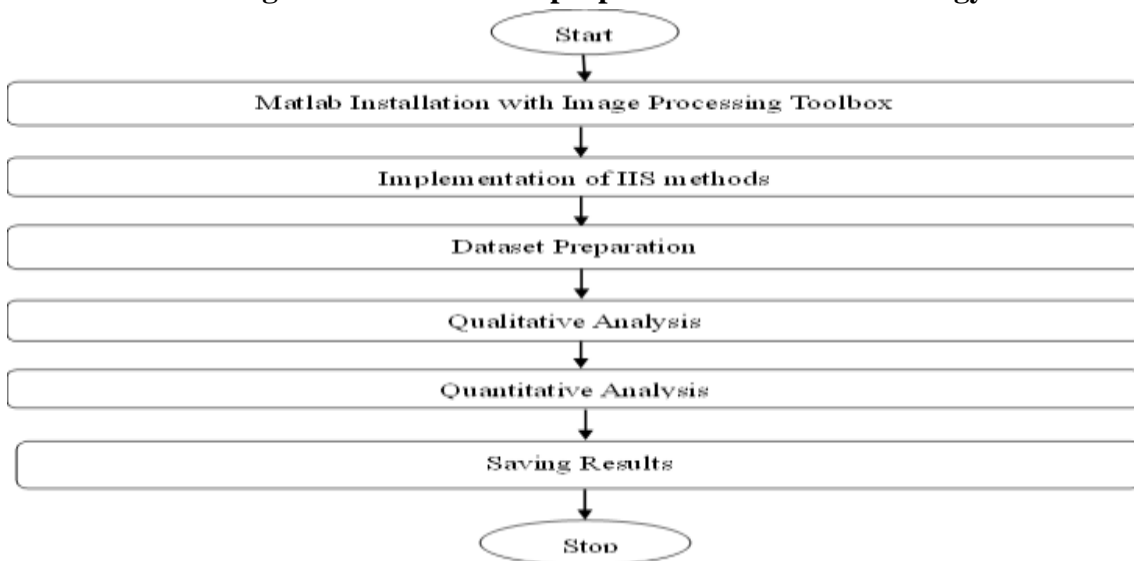 Start
Matlab Installation with Image Processing Toolbox
Implementation of IIS methods
Dataset Preparation
Qualitative Analysis
Quantitative Analysis
Saving Results
Stop